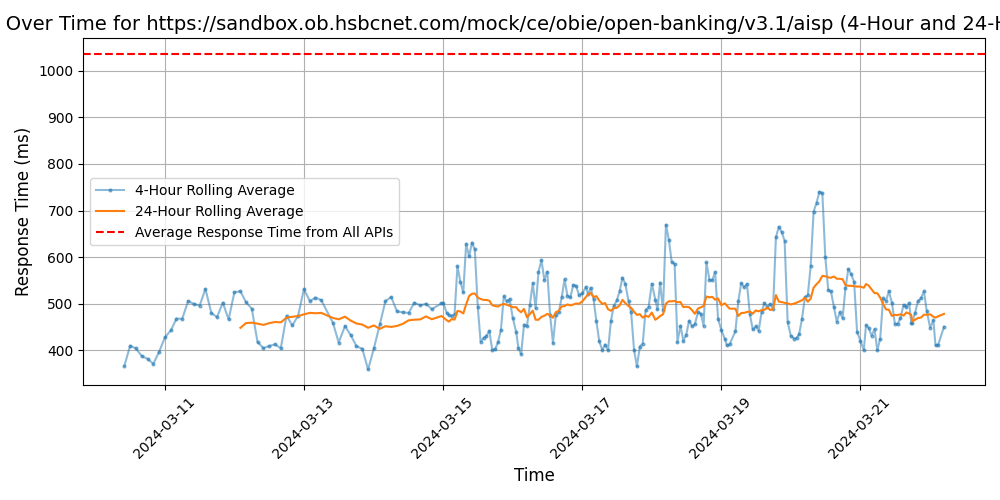 Over Time for https://sandbox.ob.hsbcnet.com/mock/ce/obie/open-banking/v3.1/aisp (4-Hour and 24-H
Response Time (ms)
1000
900
800
700
600
500
400
4-Hour Rolling Average
24-Hour Rolling Average
Average Response Time from All APIs
2024-03-11
2024-03-13
2024-03-15
2024-03-17
2024-03-19
2024-03-21
Time